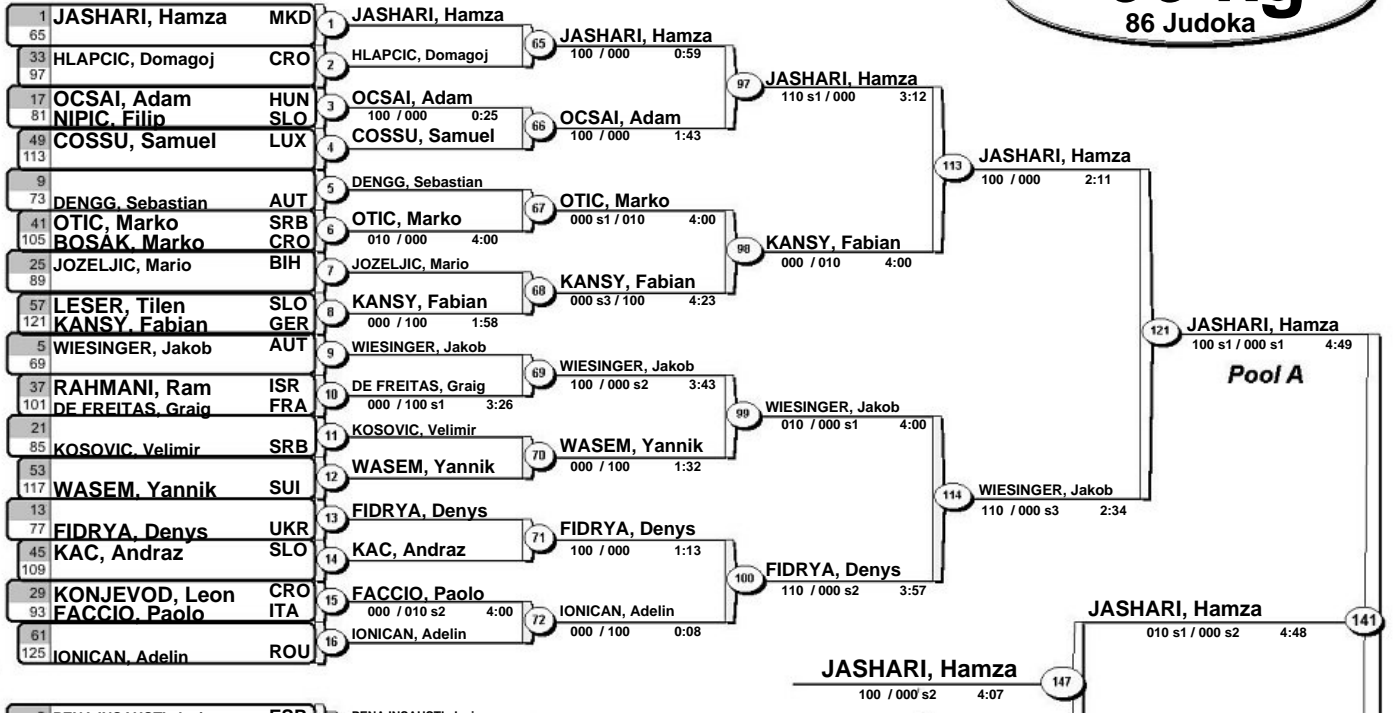 86 Judoka
1 JASHARI, Hamza MKD
65
33 HLAPCIC, Domagoj CRO
97
17 OCSAI, Adam HUN
81 NIPIC, Filip SLO
49 COSSU, Samuel LUX
113
9
73 DENGG, Sebastian AUT
41 OTIC, Marko SRB
105 BOSAK, Marko CRO
25 JOZELJIC, Mario BIH
89
57 LESER, Tilen SLO
121 KANSY, Fabian GER
5 WIESINGER, Jakob AUT
69
37 RAHMANI, Ram ISR
101 DE FREITAS, Graig FRA
21
85 KOSOVIC, Velimir SRB
53
117 WASEM, Yannik SUI
13
77 FIDRYA, Denys UKR
45 KAC, Andraz SLO
109
29 KONJEVOD, Leon CRO
93 FACCIO, Paolo ITA
61
125 IONICAN, Adelin ROU
1 JASHARI, Hamza
2 HLAPCIC, Domagoj
3 OCSAI, Adam
100 / 000 0:25
4 COSSU, Samuel
5 DENGG, Sebastian
6 OTIC, Marko
010 / 000 4:00
7 JOZELJIC, Mario
8 KANSY, Fabian
000 / 100 1:58
9 WIESINGER, Jakob
10 DE FREITAS, Graig
000 / 100 s1 3:26
11 KOSOVIC, Velimir
12 WASEM, Yannik
13 FIDRYA, Denys
14 KAC, Andraz
15 FACCIO, Paolo
000 / 010 s2 4:00
16 IONICAN, Adelin
65 JASHARI, Hamza
100 / 000 0:59
66 OCSAI, Adam
100 / 000 1:43
67 OTIC, Marko
000 s1 / 010 4:00
68 KANSY, Fabian
000 s3 / 100 4:23
69 WIESINGER, Jakob
100 / 000 s2 3:43
70 WASEM, Yannik
000 / 100 1:32
71 FIDRYA, Denys
100 / 000 1:13
72 IONICAN, Adelin
000 / 100 0:08
97 JASHARI, Hamza
110 s1 / 000 3:12
98 KANSY, Fabian
000 / 010 4:00
99 WIESINGER, Jakob
010 / 000 s1 4:00
100 FIDRYA, Denys
110 / 000 s2 3:57
113 JASHARI, Hamza
100 / 000 2:11
114 WIESINGER, Jakob
110 / 000 s3 2:34
121 JASHARI, Hamza
100 s1 / 000 s1 4:49
Pool A
JASHARI, Hamza 141
010 s1 / 000 s2 4:48
JASHARI, Hamza 147
100 / 000 s2 4:07